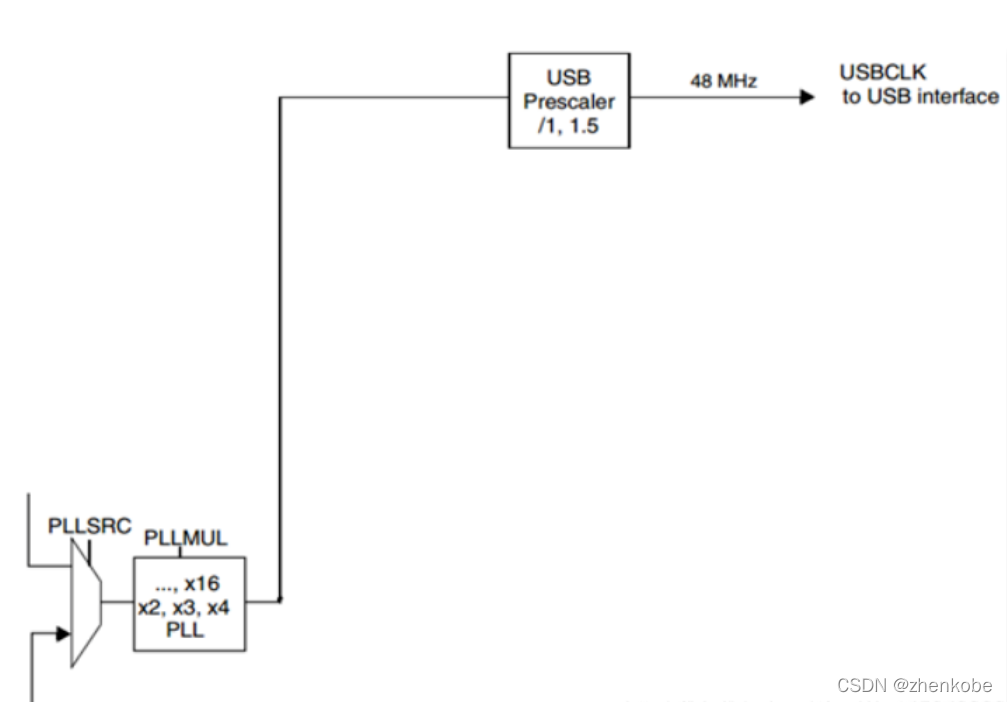 USB
Prescaler
/1, 1.5
48 MHz
USBCLK
to USB interface
PLLSRC
PLLMUL
..., x16
x2, x3, x4
PLL
CSDN @zhenkobe